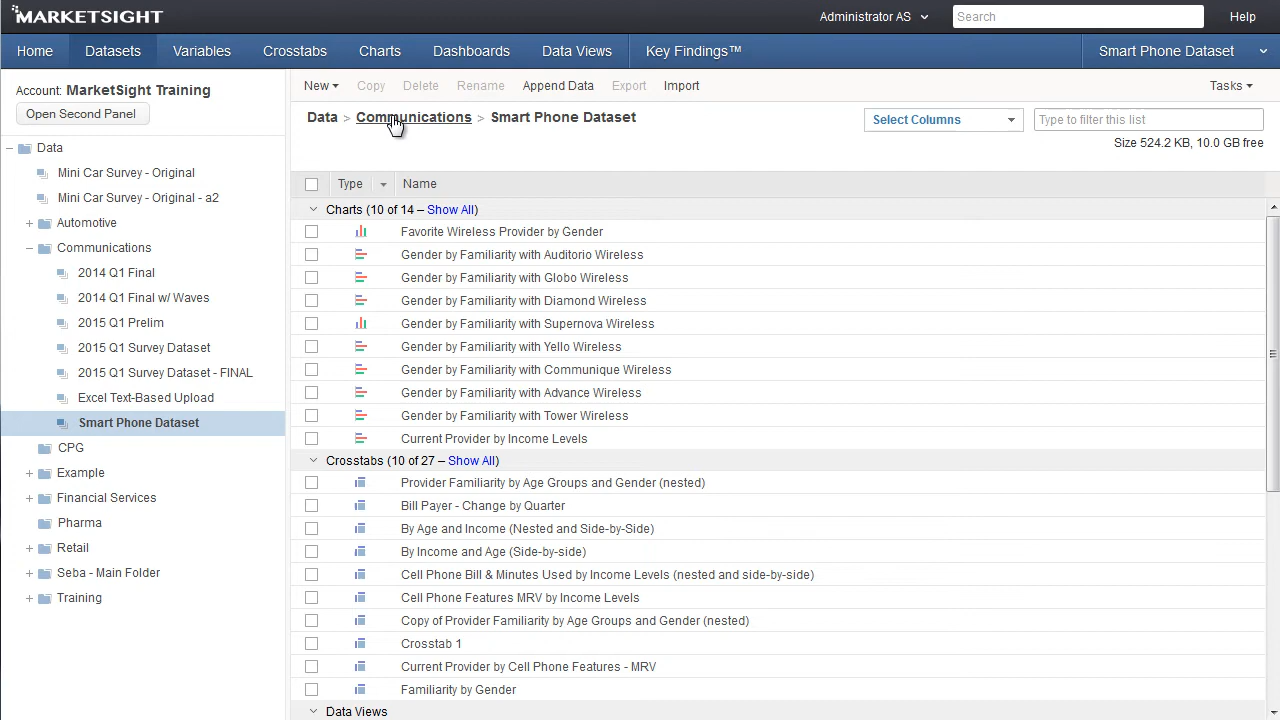 MARKETSIGHT
Administrator AS
Search
Help
Home
Datasets
Variables
Crosstabs
Charts
Dashboards
Data Views
Key Findings™
Smart Phone Dataset
Account: MarketSight Training
Open Second Panel
Data
Mini Car Survey - Original
Mini Car Survey - Original - a2
Automotive
Communications
2014 Q1 Final
2014 Q1 Final w/ Waves
2015 Q1 Prelim
2015 Q1 Survey Dataset
2015 Q1 Survey Dataset - FINAL
Excel Text-Based Upload
Smart Phone Dataset
CPG
Example
Financial Services
Pharma
Retail
Seba - Main Folder
Training
New
Copy
Delete
Rename
Append Data
Export
Import
Tasks
Data > Communications > Smart Phone Dataset
Select Columns
Type to filter this list
Size 524.2 KB, 10.0 GB free
Type
Name
Charts (10 of 14 – Show All)
Favorite Wireless Provider by Gender
Gender by Familiarity with Auditorio Wireless
Gender by Familiarity with Globo Wireless
Gender by Familiarity with Diamond Wireless
Gender by Familiarity with Supernova Wireless
Gender by Familiarity with Yello Wireless
Gender by Familiarity with Communique Wireless
Gender by Familiarity with Advance Wireless
Gender by Familiarity with Tower Wireless
Current Provider by Income Levels
Crosstabs (10 of 27 – Show All)
Provider Familiarity by Age Groups and Gender (nested)
Bill Payer - Change by Quarter
By Age and Income (Nested and Side-by-Side)
By Income and Age (Side-by-side)
Cell Phone Bill & Minutes Used by Income Levels (nested and side-by-side)
Cell Phone Features MRV by Income Levels
Copy of Provider Familiarity by Age Groups and Gender (nested)
Crosstab 1
Current Provider by Cell Phone Features - MRV
Familiarity by Gender
Data Views